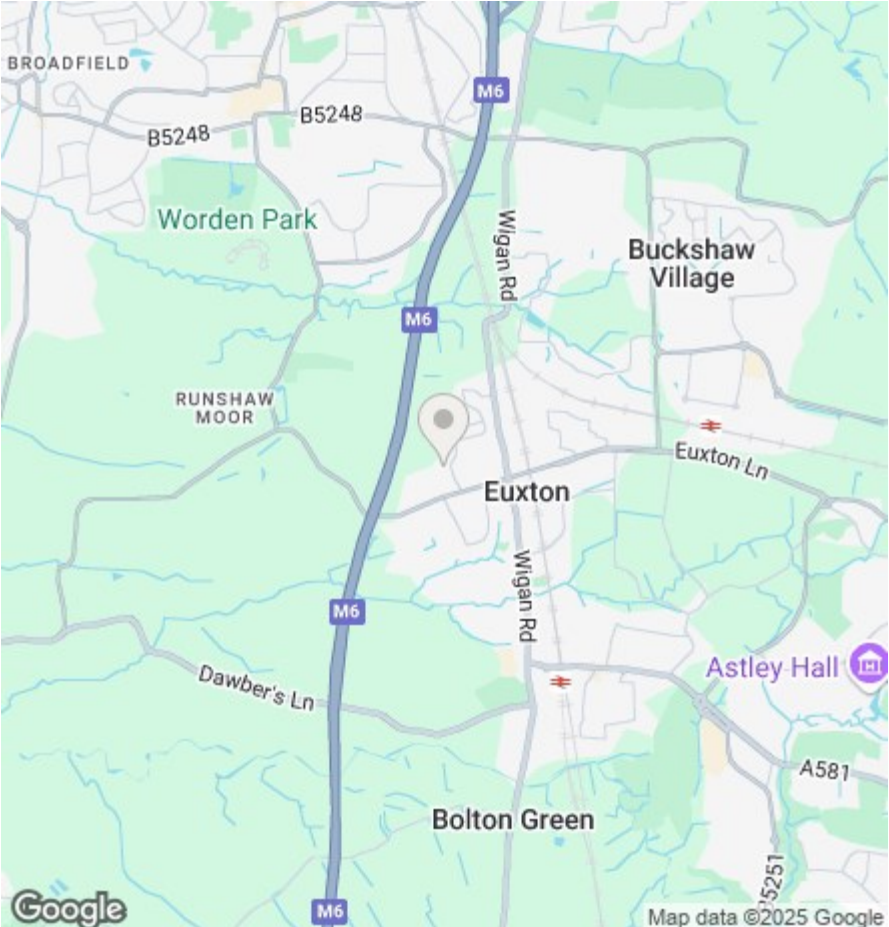 M6
BROADFIELD
B5248
B5248
Worden Park
Wigan Rd
Buckshaw
Village
M6
RUNSHAW
MOOR
Euxton Ln
Euxton
Wigan Rd
M6
Astley Hall
Dawber's Ln
A581
Bolton Green
B5251
M6
Google
Map data ©2025 Google